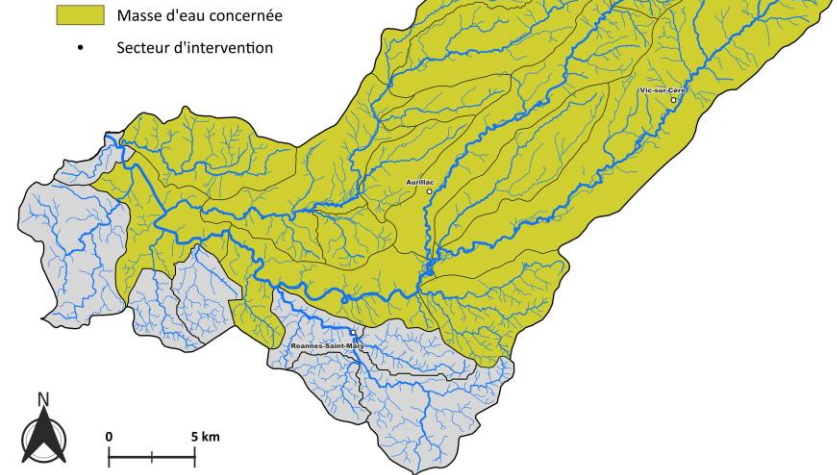 Masse d'eau concernée
Secteur d'intervention
Vic-sur-Cère
Aurillac
Roannes-Saint-Mary
N
0 5 km